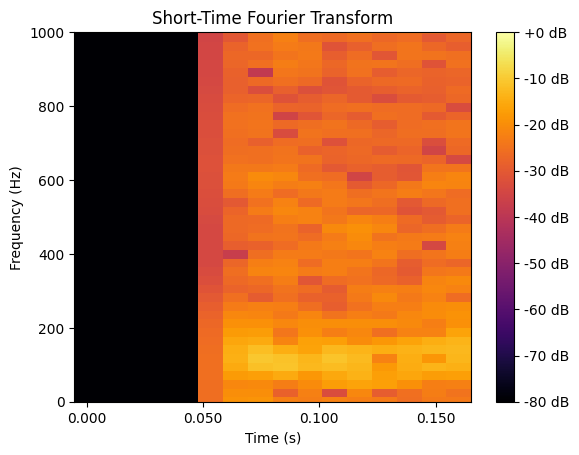 Short-Time Fourier Transform
1000
800
600
400
200
0
Frequency (Hz)
0.000
0.050
0.100
0.150
Time (s)
+0 dB
-10 dB
-20 dB
-30 dB
-40 dB
-50 dB
-60 dB
-70 dB
-80 dB